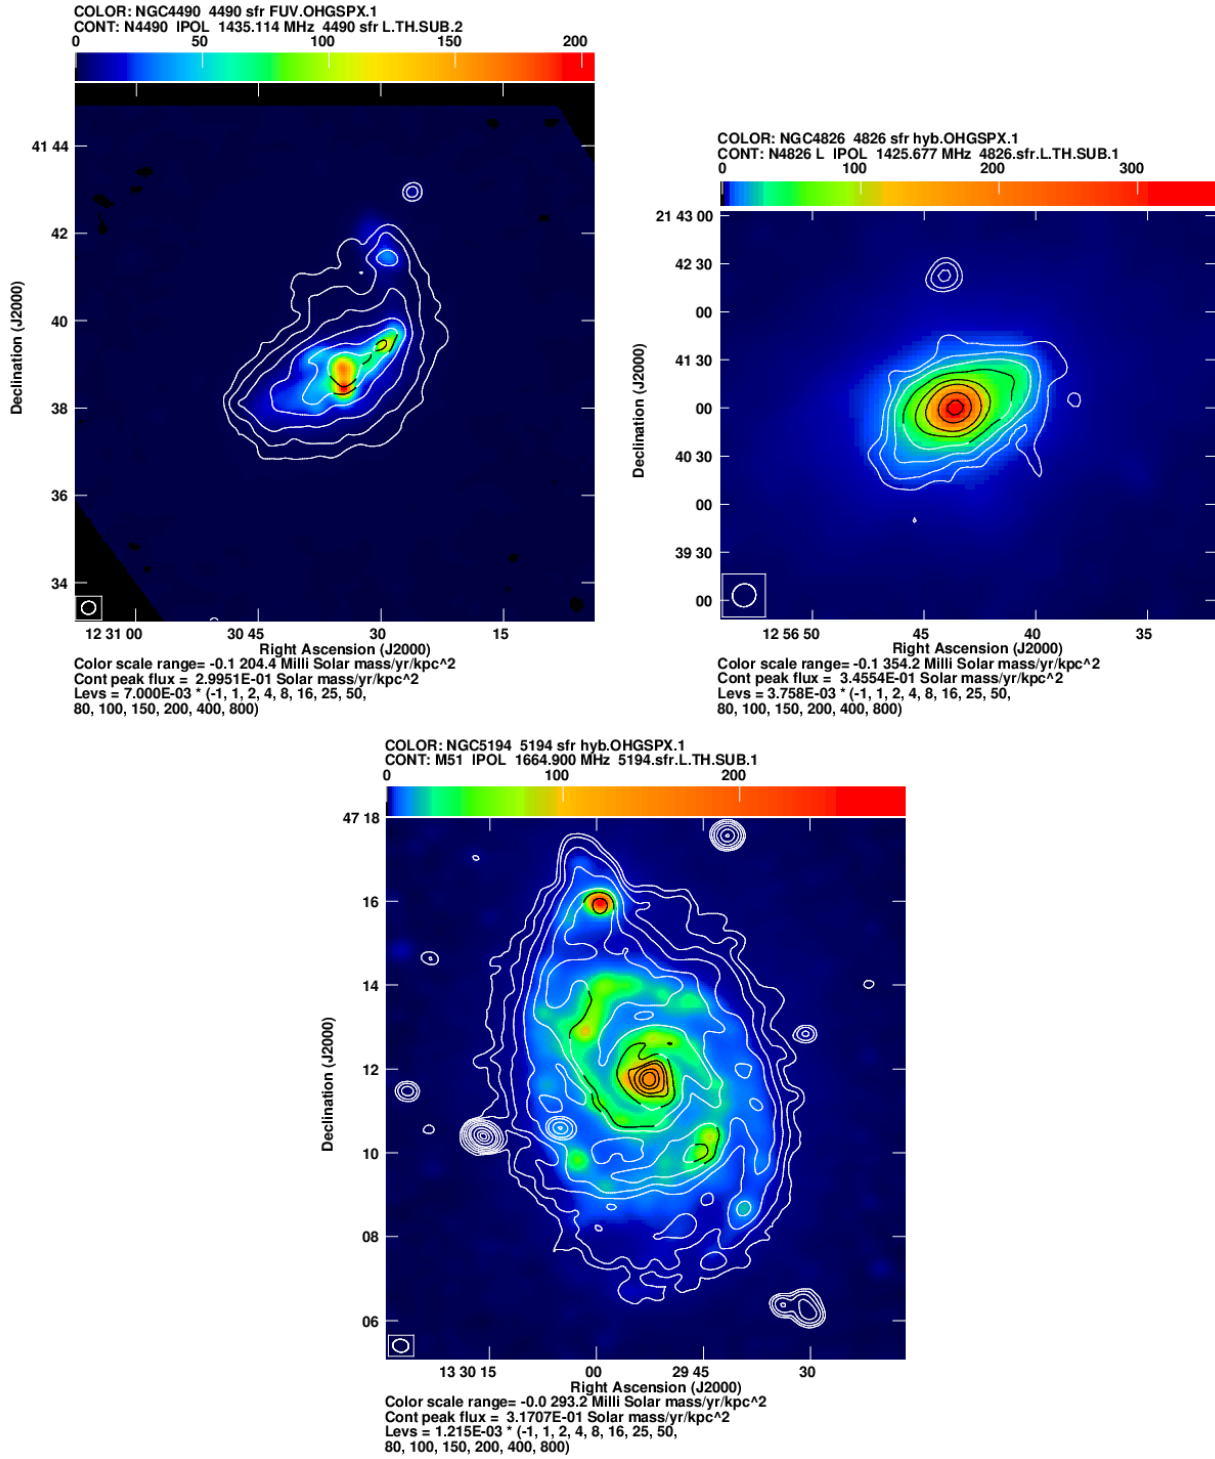 COLOR: NGC4490 4490 sfr FUV.OHGSPX.1
CONT: N4490 IPOL 1435.114 MHz 4490 sfr L.TH.SUB.2
0 50 100 150 200
41 44
42
40
38
36
34
Declination (J2000)
12 31 00 30 45 30 15
Right Ascension (J2000)
Color scale range= -0.1 204.4 Milli Solar mass/yr/kpc^2
Cont peak flux = 2.9951E-01 Solar mass/yr/kpc^2
Levs = 7.000E-03 * (-1, 1, 2, 4, 8, 16, 25, 50,
80, 100, 150, 200, 400, 800)
COLOR: NGC4826 4826 sfr hyb.OHGSPX.1
CONT: N4826 L IPOL 1425.677 MHz 4826.sfr.L.TH.SUB.1
0 100 200 300
21 43 00
42 30
00
41 30
00
40 30
00
39 30
00
Declination (J2000)
12 56 50 45 40 35
Right Ascension (J2000)
Color scale range= -0.1 354.2 Milli Solar mass/yr/kpc^2
Cont peak flux = 3.4554E-01 Solar mass/yr/kpc^2
Levs = 3.758E-03 * (-1, 1, 2, 4, 8, 16, 25, 50,
80, 100, 150, 200, 400, 800)
COLOR: NGC5194 5194 sfr hyb.OHGSPX.1
CONT: M51 IPOL 1664.900 MHz 5194.sfr.L.TH.SUB.1
0 100 200
47 18
16
14
12
10
08
06
Declination (J2000)
13 30 15 00 29 45 30
Right Ascension (J2000)
Color scale range= -0.0 293.2 Milli Solar mass/yr/kpc^2
Cont peak flux = 3.1707E-01 Solar mass/yr/kpc^2
Levs = 1.215E-03 * (-1, 1, 2, 4, 8, 16, 25, 50,
80, 100, 150, 200, 400, 800)